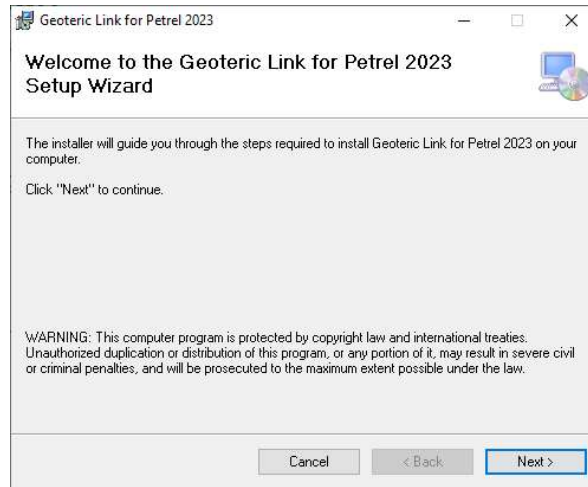 Geoteric Link for Petrel 2023
Welcome to the Geoteric Link for Petrel 2023
Setup Wizard
The installer will guide you through the steps required to install Geoteric Link for Petrel 2023 on your
computer.
Click "Next" to continue.
WARNING: This computer program is protected by copyright law and international treaties.
Unauthorized duplication or distribution of this program, or any portion of it, may result in severe civil
or criminal penalties, and will be prosecuted to the maximum extent possible under the law.
Cancel < Back Next >